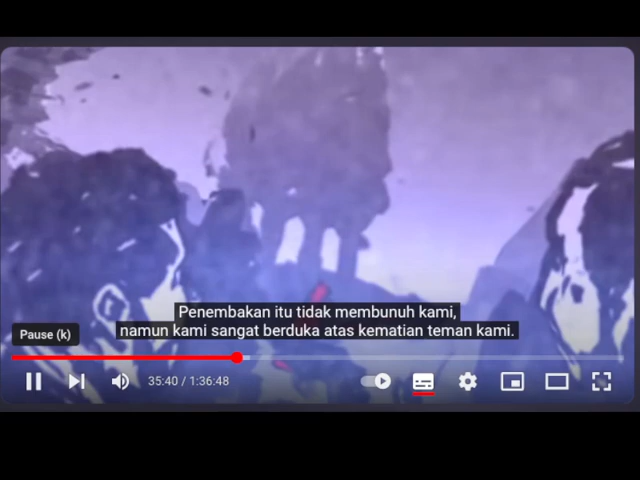 Penembakan itu tidak membunuh kami,
namun kami sangat berduka atas kematian teman kami.
Pause (k)
35:40 / 1:36:48